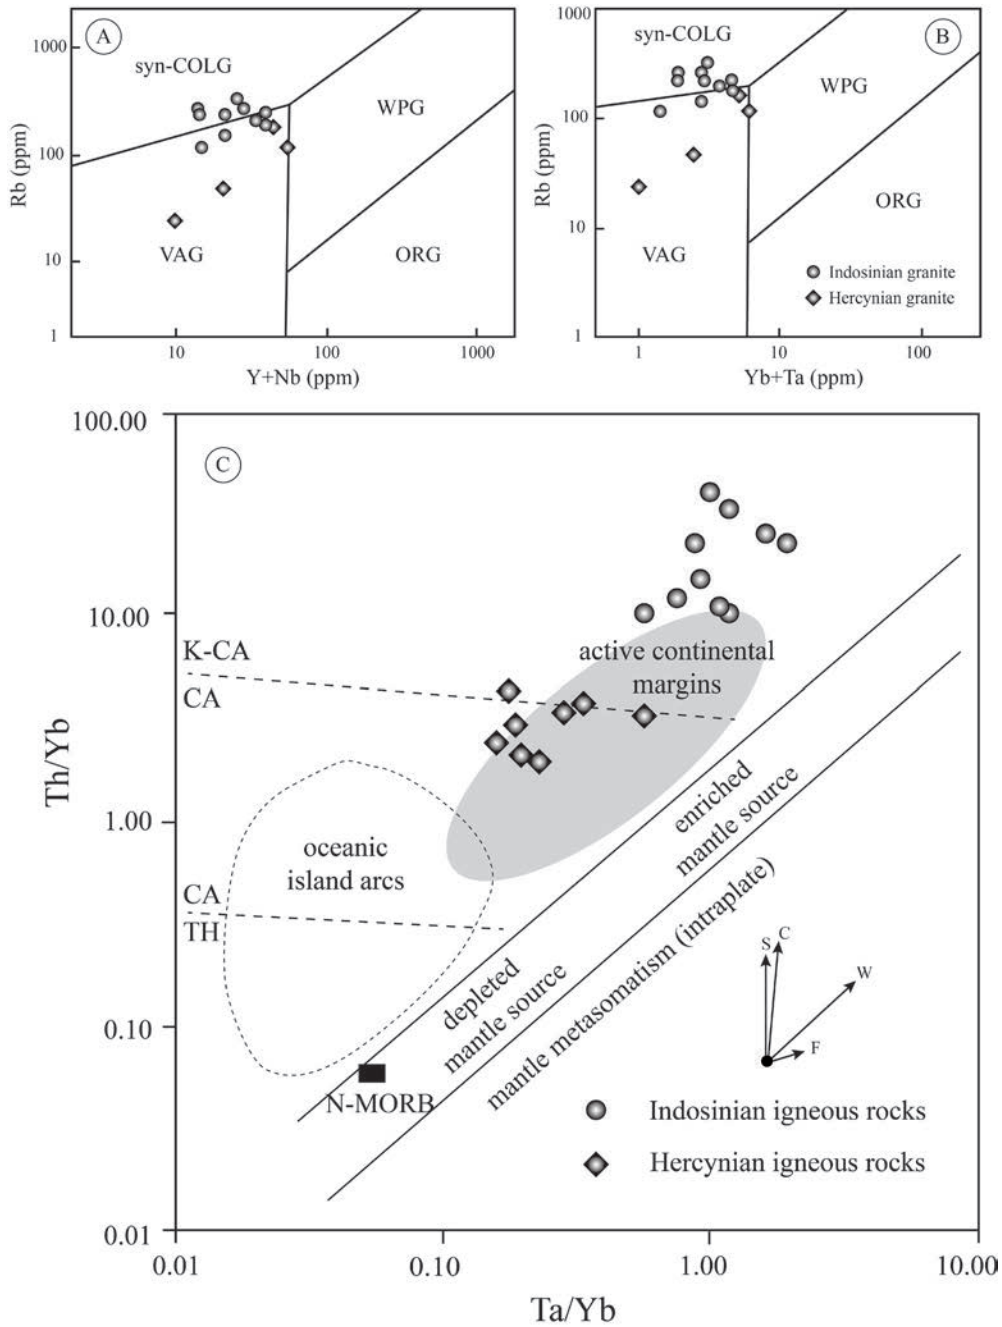 A
syn-COLG
WPG
VAG
ORG
1000
100
10
1
Rb (ppm)
10
100
1000
Y+Nb (ppm)
B
syn-COLG
WPG
VAG
ORG
Indosinian granite
Hercynian granite
1000
100
10
1
Rb (ppm)
1
10
100
Yb+Ta (ppm)
C
100.00
10.00
1.00
0.10
0.01
Th/Yb
K-CA
CA
active continental
margins
oceanic
island arcs
CA
TH
enriched
mantle source
depleted
mantle source
mantle metasomatism (intraplate)
N-MORB
S
C
W
F
Indosinian igneous rocks
Hercynian igneous rocks
0.01
0.10
1.00
10.00
Ta/Yb